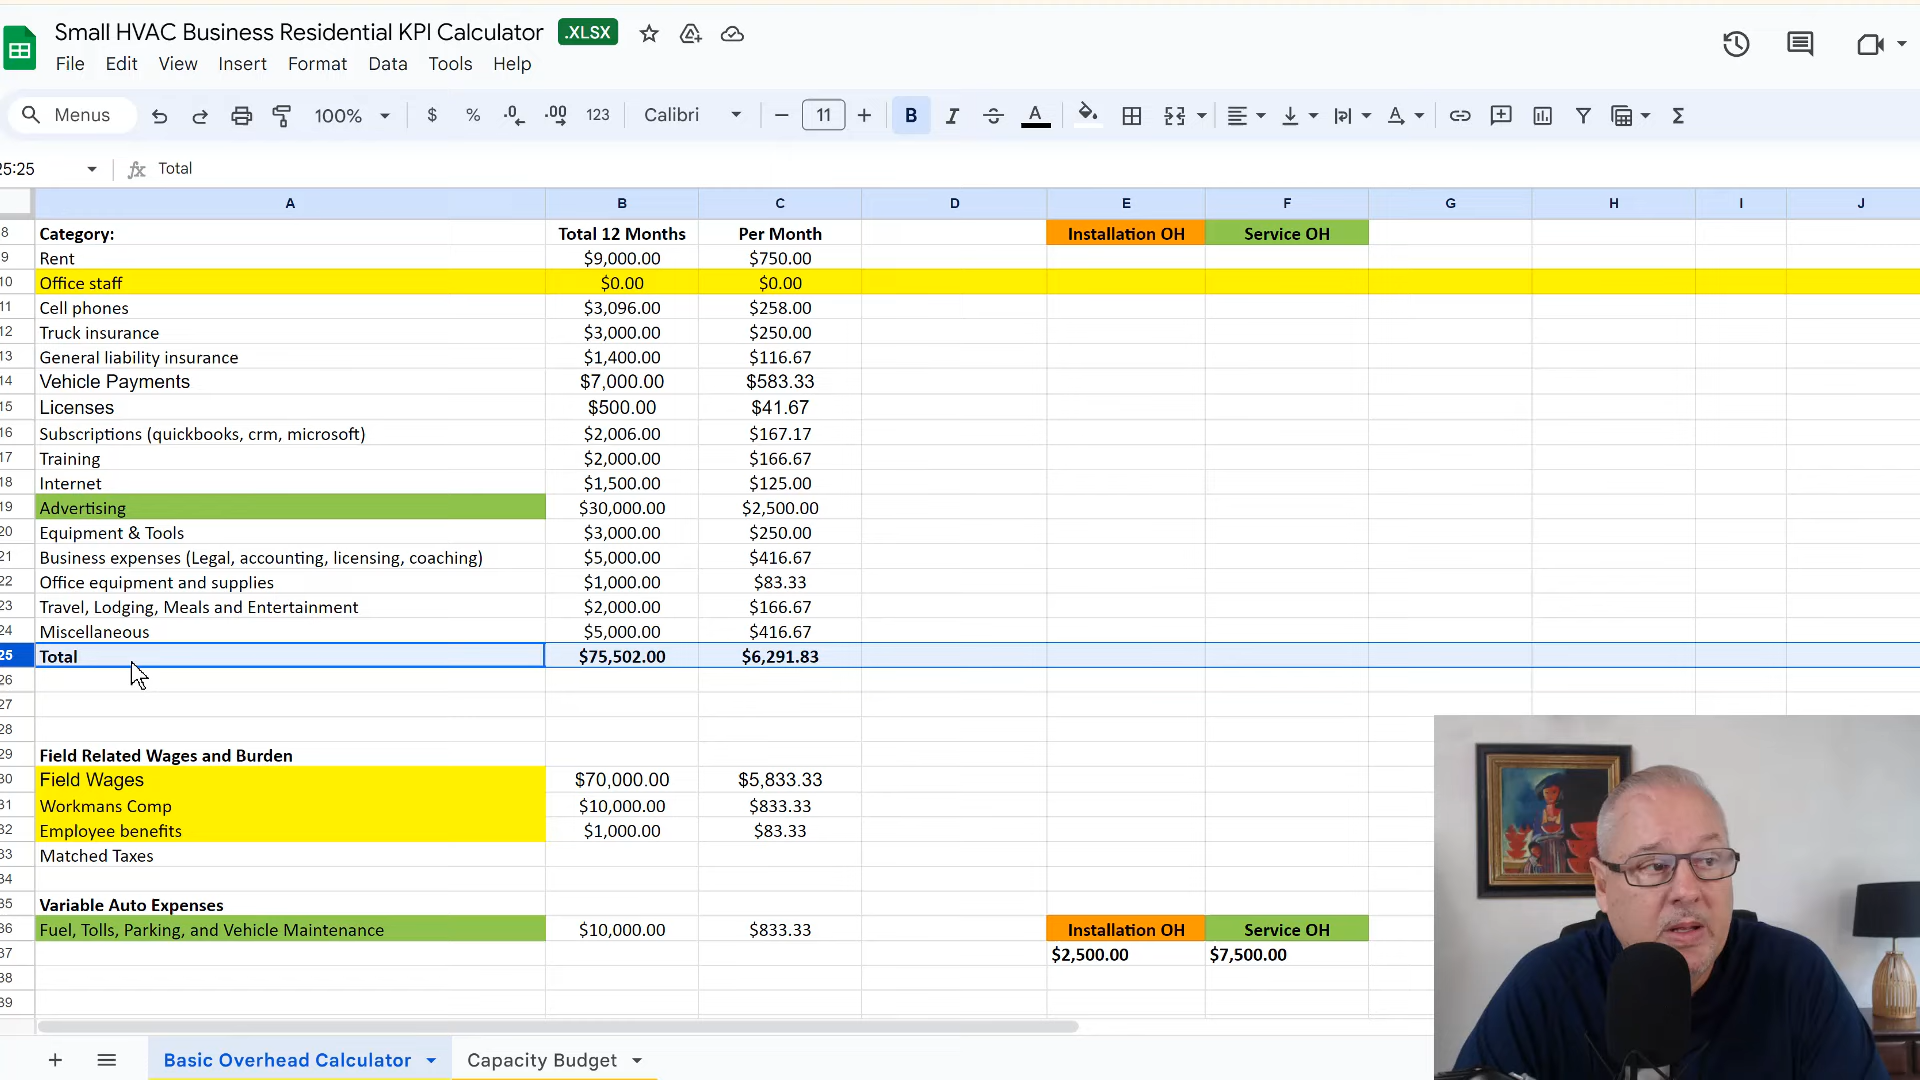 Small HVAC Business Residential KPI Calculator .XLSX
File Edit View Insert Format Data Tools Help
Menus 100% $ % .0 .00 123 Calibri 11 B I S A Σ
25:25 fx Total
A B C D E F G H I J
8 Category: Total 12 Months Per Month Installation OH Service OH
9 Rent $9,000.00 $750.00
10 Office staff $0.00 $0.00
11 Cell phones $3,096.00 $258.00
12 Truck insurance $3,000.00 $250.00
13 General liability insurance $1,400.00 $116.67
14 Vehicle Payments $7,000.00 $583.33
15 Licenses $500.00 $41.67
16 Subscriptions (quickbooks, crm, microsoft) $2,006.00 $167.17
17 Training $2,000.00 $166.67
18 Internet $1,500.00 $125.00
19 Advertising $30,000.00 $2,500.00
20 Equipment & Tools $3,000.00 $250.00
21 Business expenses (Legal, accounting, licensing, coaching) $5,000.00 $416.67
22 Office equipment and supplies $1,000.00 $83.33
23 Travel, Lodging, Meals and Entertainment $2,000.00 $166.67
24 Miscellaneous $5,000.00 $416.67
25 Total $75,502.00 $6,291.83
26
27
28
29 Field Related Wages and Burden
30 Field Wages $70,000.00 $5,833.33
31 Workmans Comp $10,000.00 $833.33
32 Employee benefits $1,000.00 $83.33
33 Matched Taxes
34
35 Variable Auto Expenses
36 Fuel, Tolls, Parking, and Vehicle Maintenance $10,000.00 $833.33 Installation OH Service OH
37 $2,500.00 $7,500.00
38
39
Basic Overhead Calculator Capacity Budget